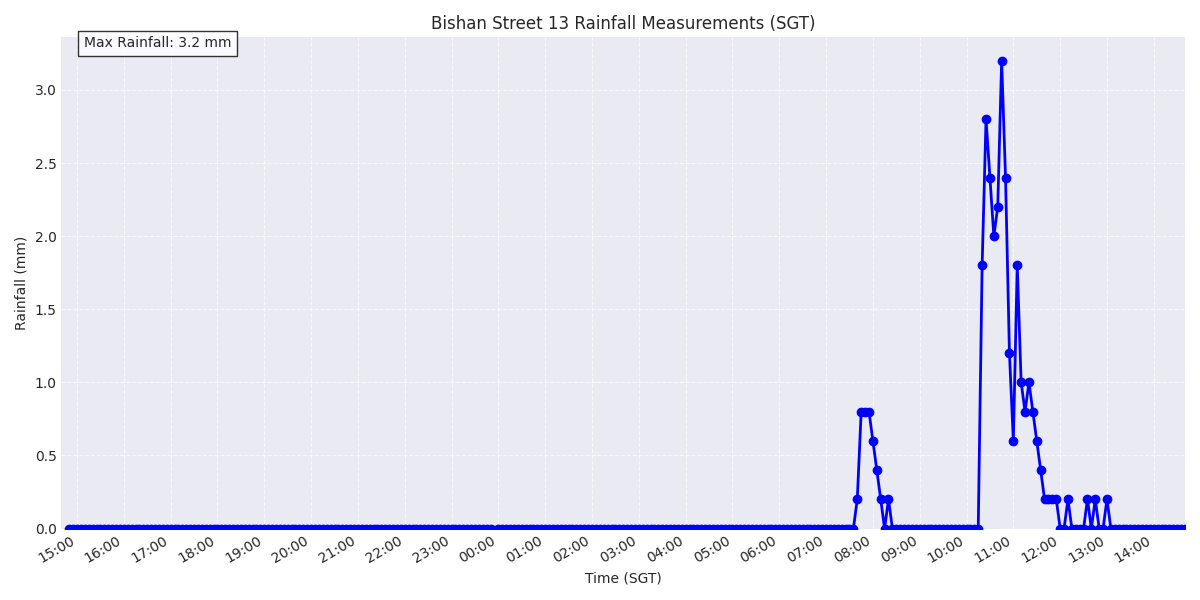 Bishan Street 13 Rainfall Measurements (SGT)
Max Rainfall: 3.2 mm
3.0
2.5
2.0
1.5
1.0
0.5
0.0
Rainfall (mm)
15:00 16:00 17:00 18:00 19:00 20:00 21:00 22:00 23:00 00:00 01:00 02:00 03:00 04:00 05:00 06:00 07:00 08:00 09:00 10:00 11:00 12:00 13:00 14:00
Time (SGT)